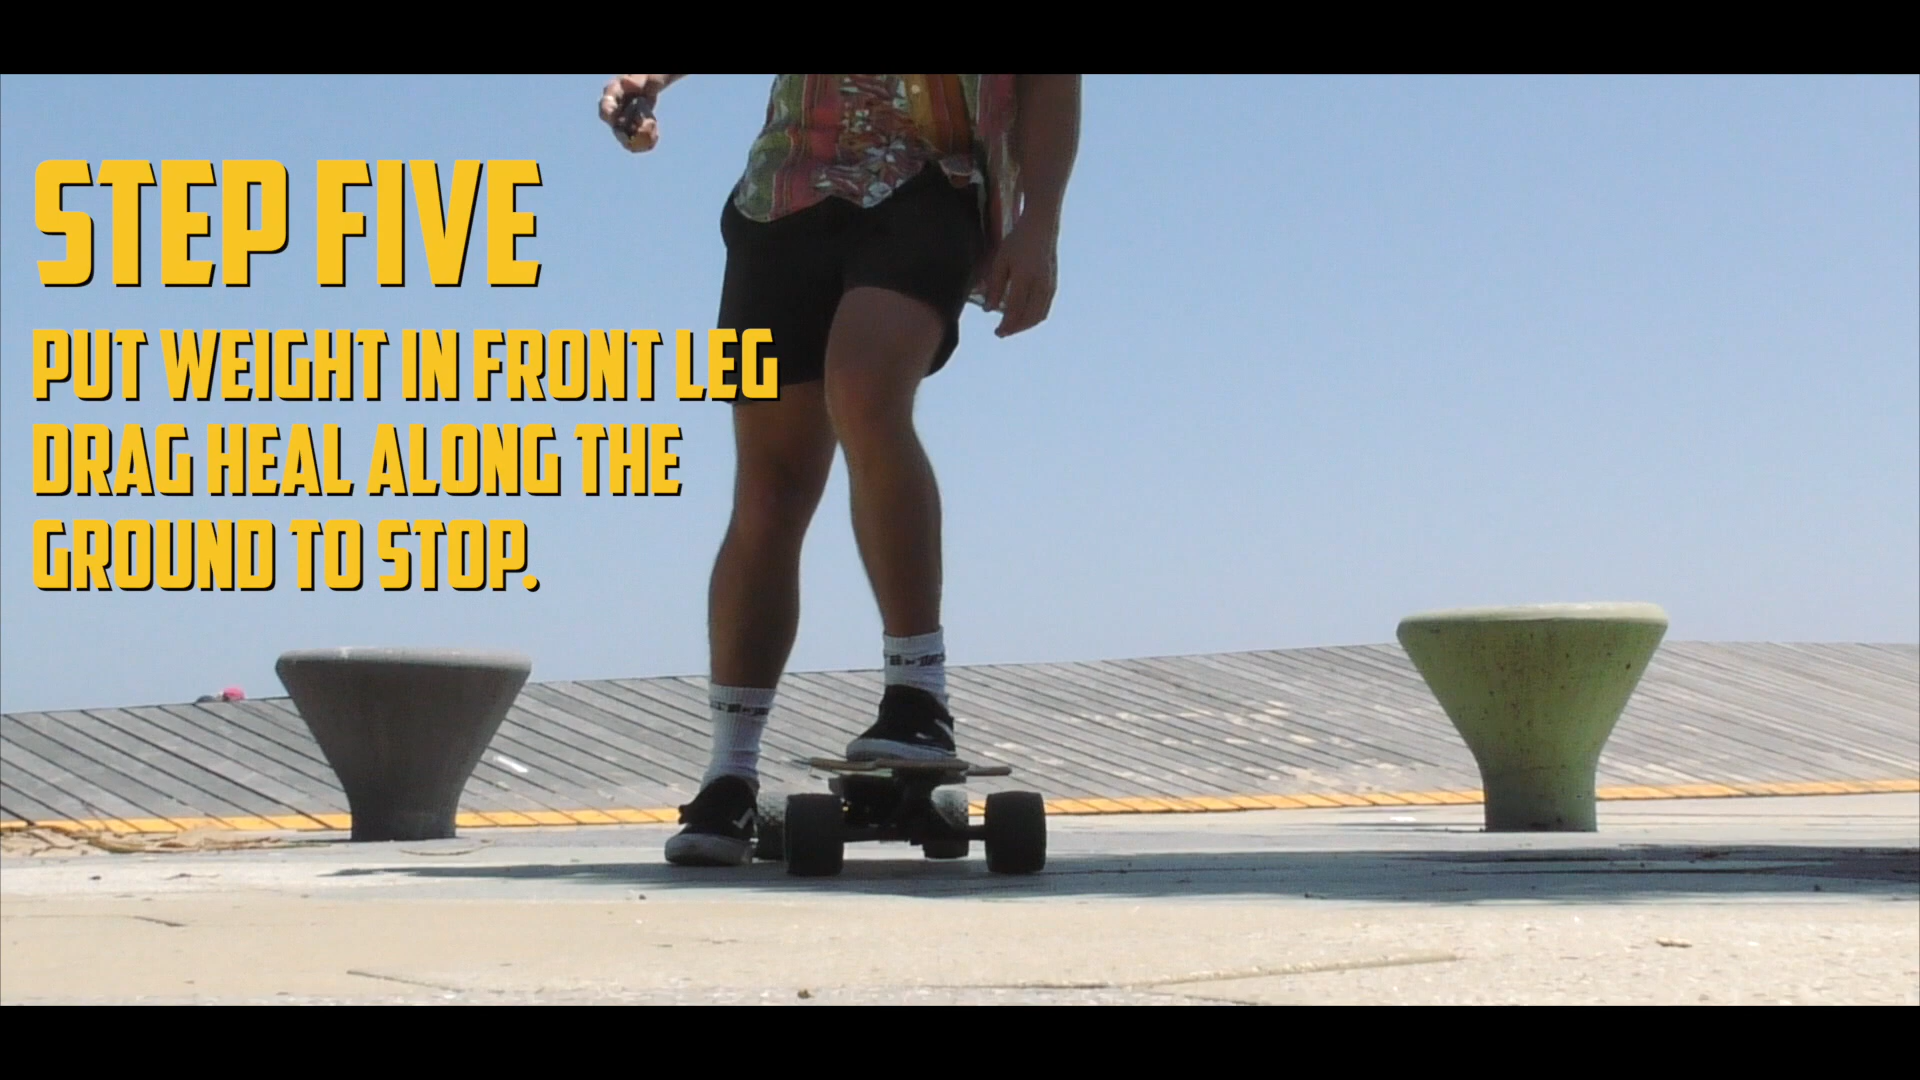 STEP FIVE
PUT WEIGHT IN FRONT LEG
DRAG HEAL ALONG THE
GROUND TO STOP.